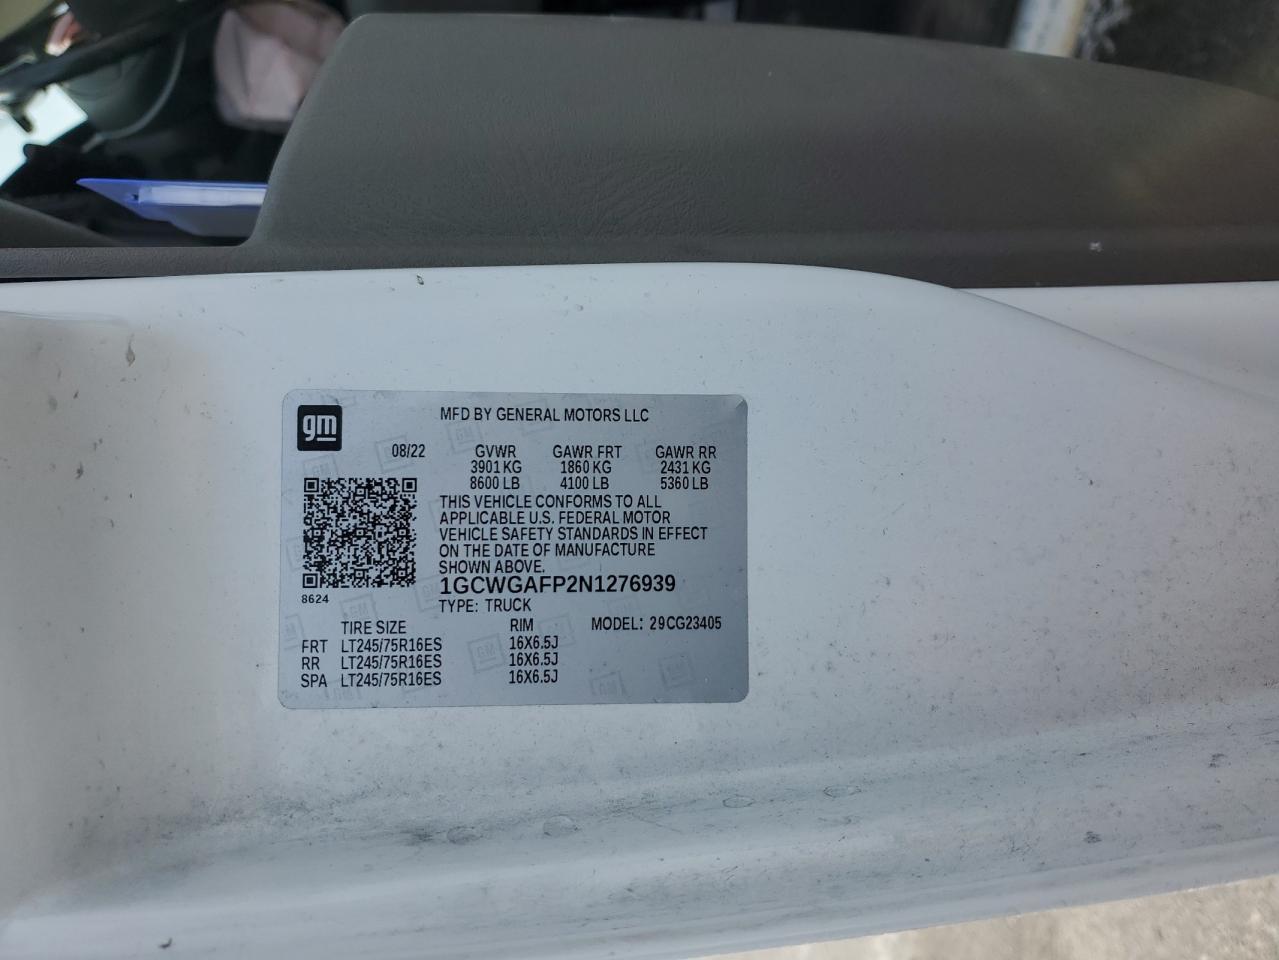 gm
MFD BY GENERAL MOTORS LLC
08/22 GVWR GAWR FRT GAWR RR
3901 KG 1860 KG 2431 KG
8600 LB 4100 LB 5360 LB
THIS VEHICLE CONFORMS TO ALL
APPLICABLE U.S. FEDERAL MOTOR
VEHICLE SAFETY STANDARDS IN EFFECT
ON THE DATE OF MANUFACTURE
SHOWN ABOVE.
1GCWGAFP2N1276939
8624
TYPE: TRUCK
TIRE SIZE RIM MODEL: 29CG23405
FRT LT245/75R16ES 16X6.5J
RR LT245/75R16ES 16X6.5J
SPA LT245/75R16ES 16X6.5J